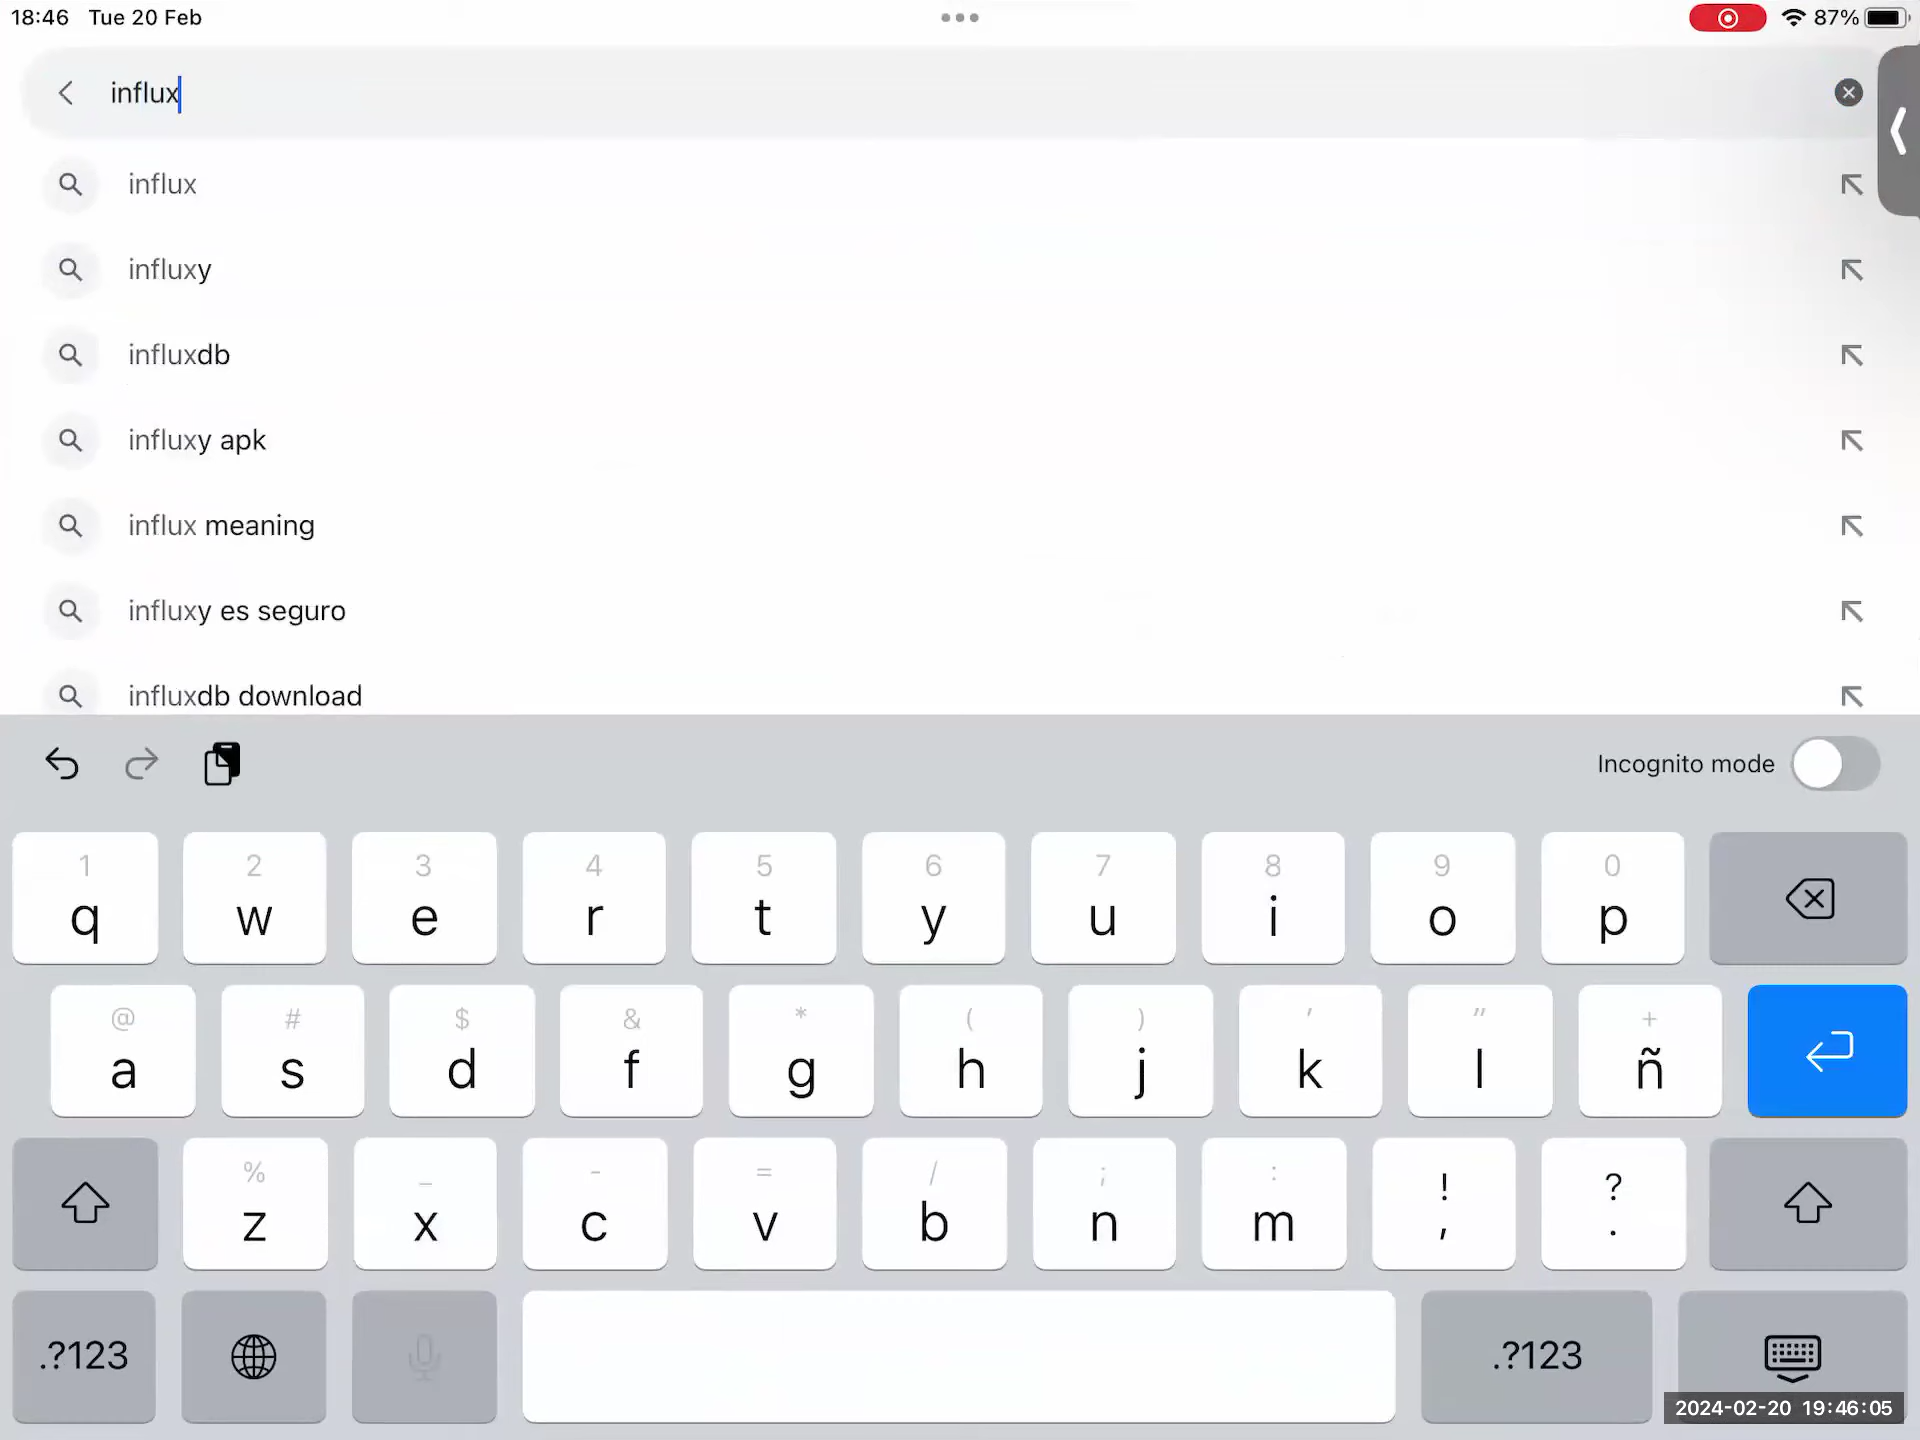 18:46 Tue 20 Feb 87%
influx
influx
influxy
influxdb
influxy apk
influx meaning
influxy es seguro
influxdb download
Incognito mode
1 2 3 4 5 6 7 8 9 0
q w e r t y u i o p
@ # $ & * ( ) ' " +
a s d f g h j k l ñ
% _ - = / ; : ! ?
z x c v b n m , .
.?123 .?123
2024-02-20 19:46:05